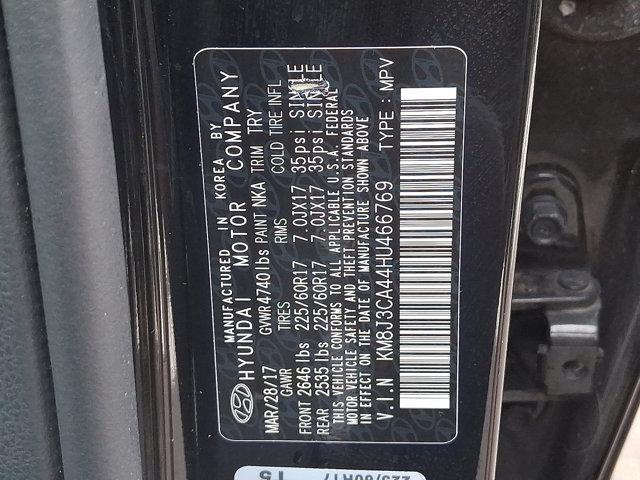 MANUFACTURED IN KOREA BY
HYUNDAI MOTOR COMPANY
MAR/28/17 GVWR 4740lbs PAINT NKA TRIM TRY
GAWR TIRES RIMS COLD TIRE INFL
FRONT 2646 lbs 225/60R17 7.0JX17 35psi SINGLE
REAR 2535 lbs 225/60R17 7.0JX17 35psi SINGLE
THIS VEHICLE CONFORMS TO ALL APPLICABLE U.S.A. FEDERAL
MOTOR VEHICLE SAFETY AND THEFT PREVENTION STANDARDS
IN EFFECT ON THE DATE OF MANUFACTURE SHOWN ABOVE
V.I.N KM8J3CA44HU466769 TYPE : MPV
225/60R17